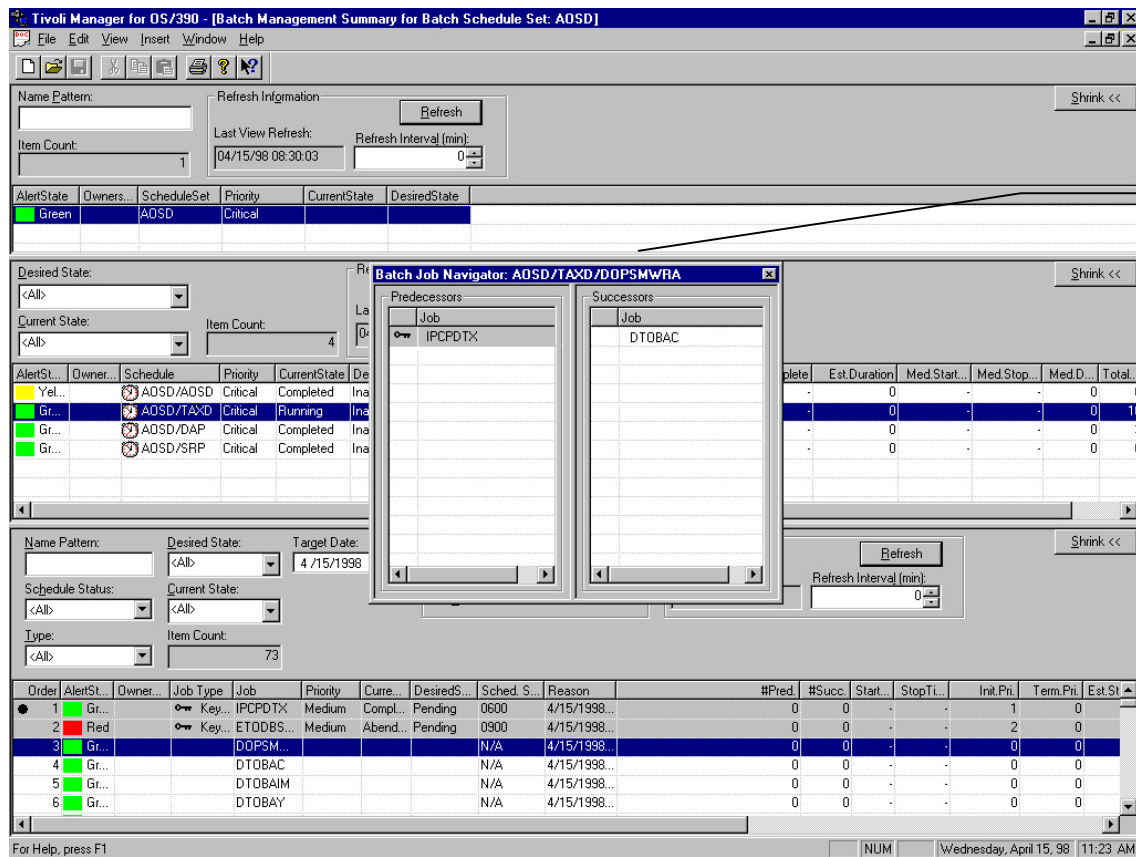 Tivoli Manager for OS/390 - [Batch Management Summary for Batch Schedule Set: AOSD]
File Edit View Insert Window Help
Name Pattern:
Refresh Information
Refresh
Shrink <<
Last View Refresh:
Refresh Interval (min):
Item Count:
1
04/15/98 08:30:03
0
AlertState Owners... ScheduleSet Priority CurrentState DesiredState
Green AOSD Critical
Desired State:
Re
Shrink <<
<All>
La
Current State:
Item Count:
<All>
4
04
Batch Job Navigator: AOSD/TAXD/DOPSMWRA
Predecessors
Successors
Job
Job
IPCPDTX
DTOBAC
AlertSt... Owner... Schedule Priority CurrentState De plete Est.Duration Med.Start... Med.Stop... Med.D... Total...
Yel... AOSD/AOSD Critical Completed Ina - 0 - - 0
Gr... AOSD/TAXD Critical Running Ina - 0 - - 0 1
Gr... AOSD/DAP Critical Completed Ina - 0 - - 0
Gr... AOSD/SRP Critical Completed Ina - 0 - - 0
Name Pattern:
Desired State:
Target Date:
Refresh
Shrink <<
<All>
4 /15/1998
Schedule Status:
Current State:
Refresh Interval (min):
<All>
<All>
0
Type:
Item Count:
<All>
73
Order AlertSt... Owner... Job Type Job Priority Curre... DesiredS... Sched. S... Reason #Pred. #Succ. Start... StopTi... Init.Pri. Term.Pri. Est.St
1 Gr... Key... IPCPDTX Medium Compl... Pending 0600 4/15/1998... 0 0 - - 1 0
2 Red Key... ETODBS... Medium Abend... Pending 0900 4/15/1998... 0 0 - - 2 0
3 Gr... DOPSM... N/A 4/15/1998... 0 0 - - 0 0
4 Gr... DTOBAC N/A 4/15/1998... 0 0 - - 0 0
5 Gr... DTOBAIM N/A 4/15/1998... 0 0 - - 0 0
6 Gr... DTOBAY N/A 4/15/1998... 0 0 - - 0 0
For Help, press F1
NUM
Wednesday, April 15, 98
11:23 AM